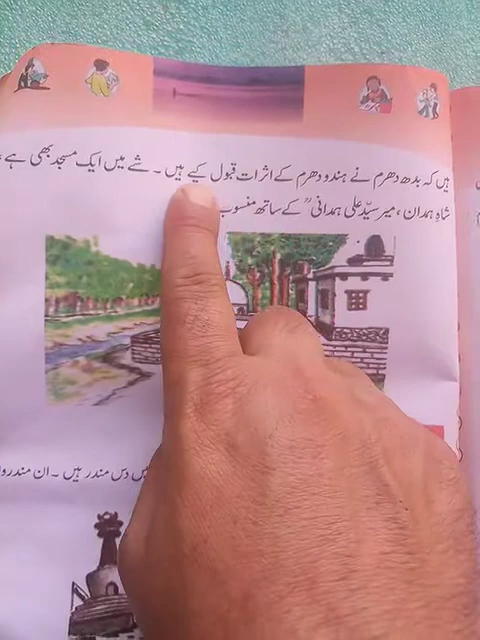 ہیں کہ بدھ دھرم نے ہندو دھرم کے اثرات قبول کیے ہیں۔ شے میں ایک مسجد بھی ہے،
شاہِ ہمدان، میر سیّد علی ہمدانیؒ کے ساتھ منسوب
دس مندر ہیں۔ ان مندروں